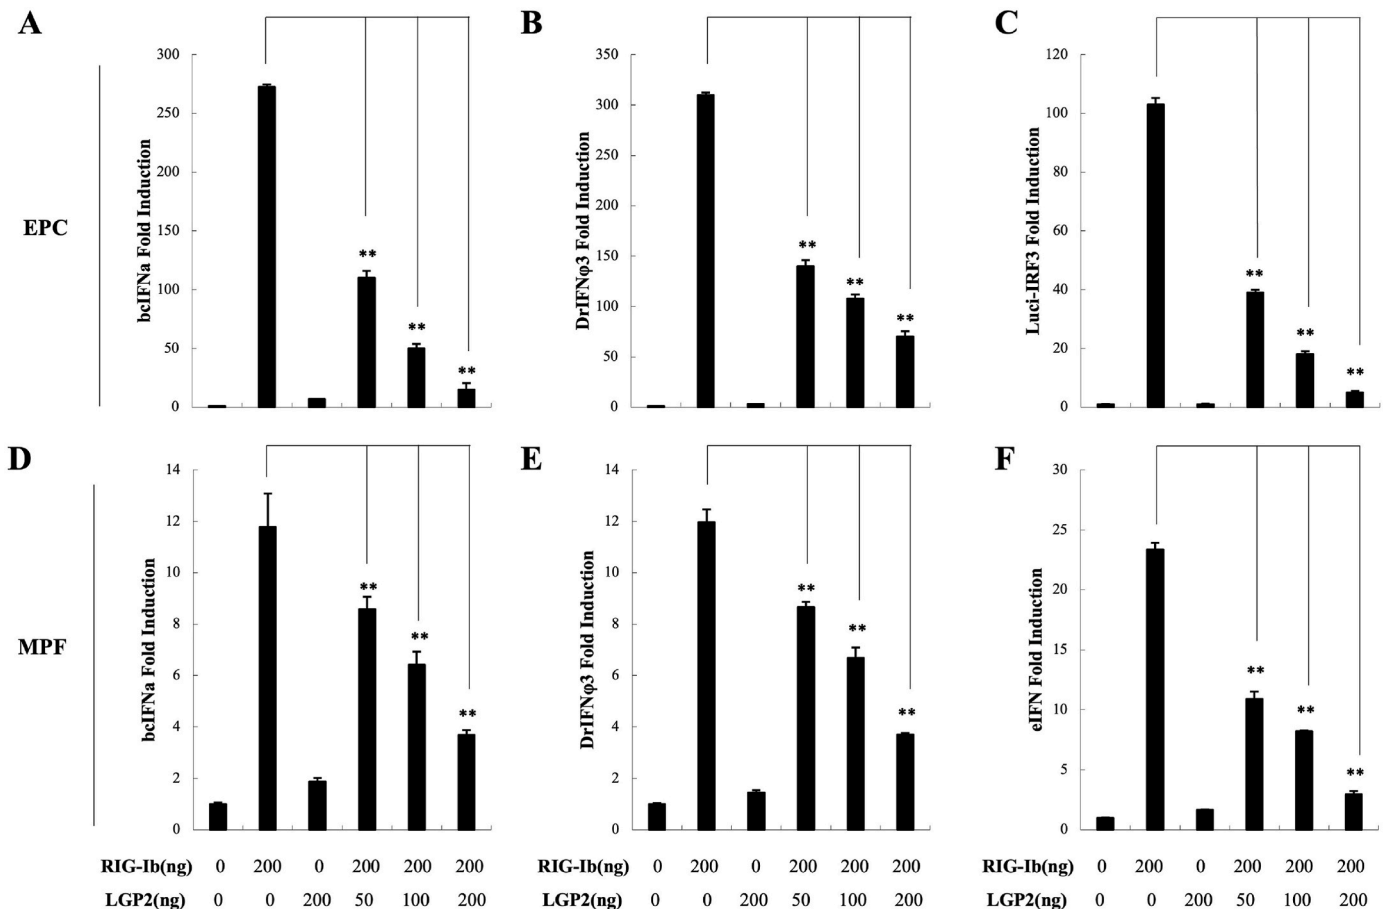 A
B
C
300
250
200
150
100
50
0
bcIFNa Fold Induction
** ** **
350
300
250
200
150
100
50
0
DrIFNφ3 Fold Induction
** ** **
120
100
80
60
40
20
0
Luci-IRF3 Fold Induction
** ** **
EPC
D
E
F
14
12
10
8
6
4
2
0
bcIFNa Fold Induction
** ** **
14
12
10
8
6
4
2
0
DrIFNφ3 Fold Induction
** ** **
30
25
20
15
10
5
0
eIFN Fold Induction
** ** **
MPF
RIG-Ib(ng) 0 200 0 200 200 200
LGP2(ng) 0 0 200 50 100 200
RIG-Ib(ng) 0 200 0 200 200 200
LGP2(ng) 0 0 200 50 100 200
RIG-Ib(ng) 0 200 0 200 200 200
LGP2(ng) 0 0 200 50 100 200